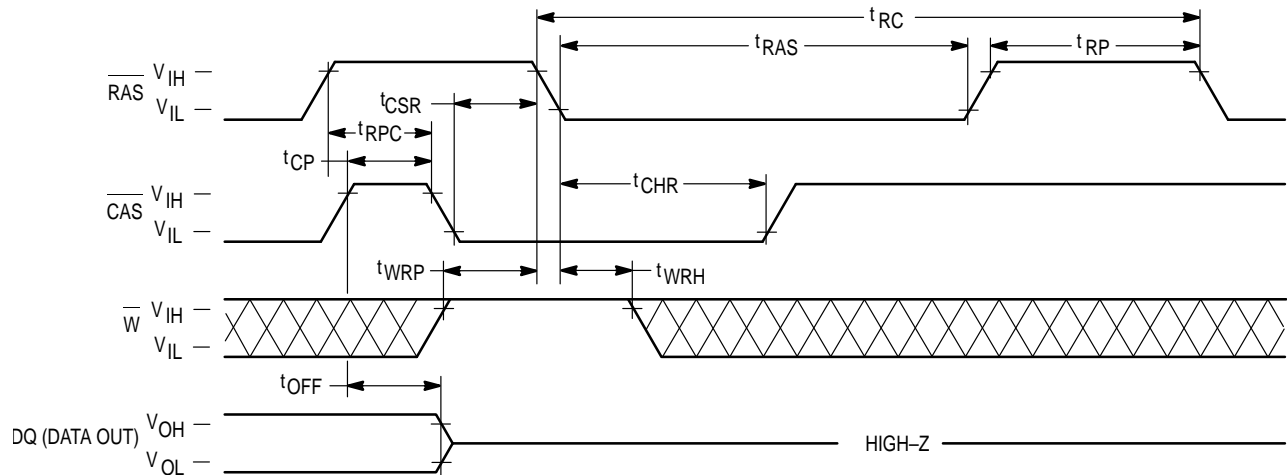 tRC
tRAS
tRP
RAS
VIH
VIL
tCSR
tRPC
tCP
CAS
VIH
VIL
tCHR
tWRP
tWRH
W
VIH
VIL
tOFF
DQ (DATA OUT)
VOH
VOL
HIGH–Z